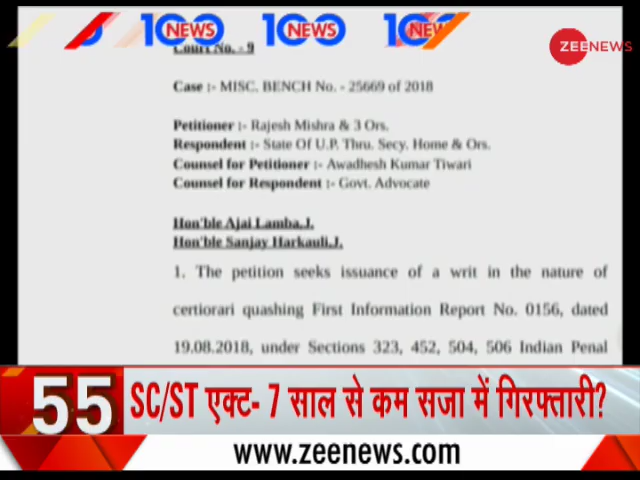 100 NEWS 100 NEWS 100 NEWS
ZEE NEWS
Court No. - 9
Case :- MISC. BENCH No. - 25669 of 2018
Petitioner :- Rajesh Mishra & 3 Ors.
Respondent :- State Of U.P. Thru. Secy. Home & Ors.
Counsel for Petitioner :- Awadhesh Kumar Tiwari
Counsel for Respondent :- Govt. Advocate
Hon'ble Ajai Lamba,J.
Hon'ble Sanjay Harkauli,J.
1. The petition seeks issuance of a writ in the nature of
certiorari quashing First Information Report No. 0156, dated
19.08.2018, under Sections 323, 452, 504, 506 Indian Penal
55 SC/ST एक्ट- 7 साल से कम सजा में गिरफ्तारी?
www.zeenews.com